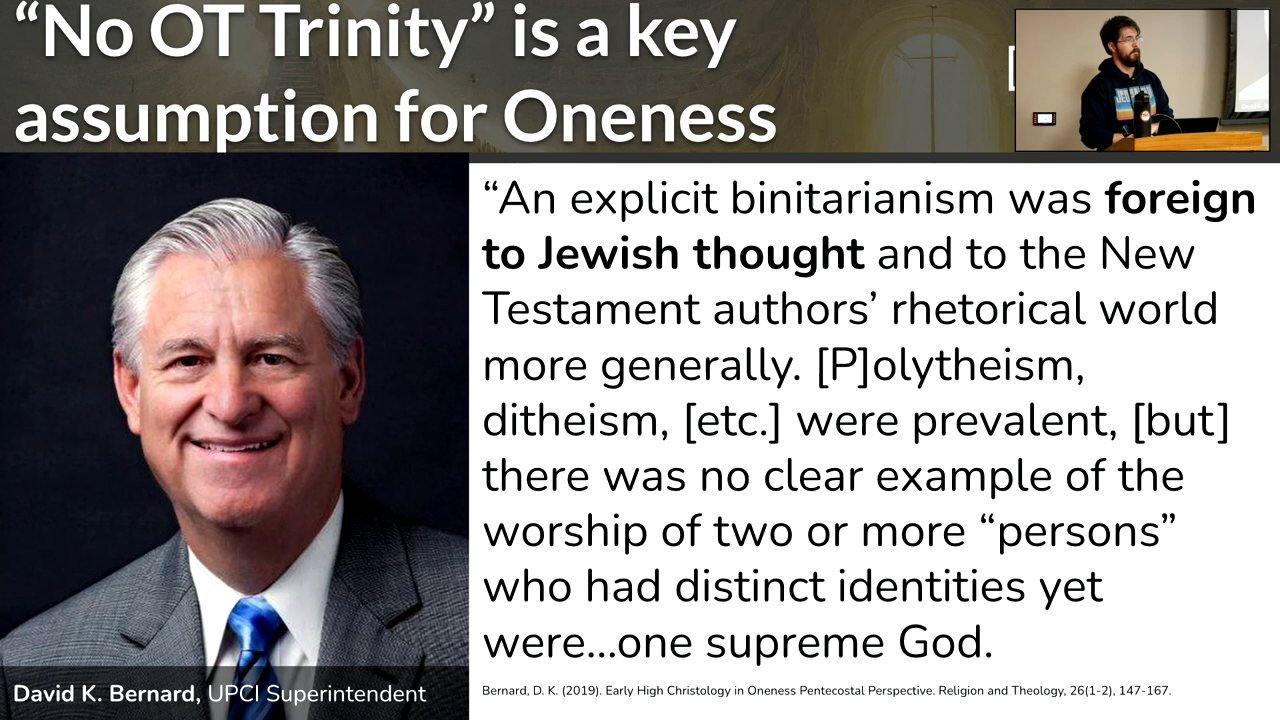 “No OT Trinity” is a key
assumption for Oneness
“An explicit binitarianism was foreign
to Jewish thought and to the New
Testament authors’ rhetorical world
more generally. [P]olytheism,
ditheism, [etc.] were prevalent, [but]
there was no clear example of the
worship of two or more “persons”
who had distinct identities yet
were...one supreme God.
David K. Bernard, UPCI Superintendent
Bernard, D. K. (2019). Early High Christology in Oneness Pentecostal Perspective. Religion and Theology, 26(1-2), 147-167.